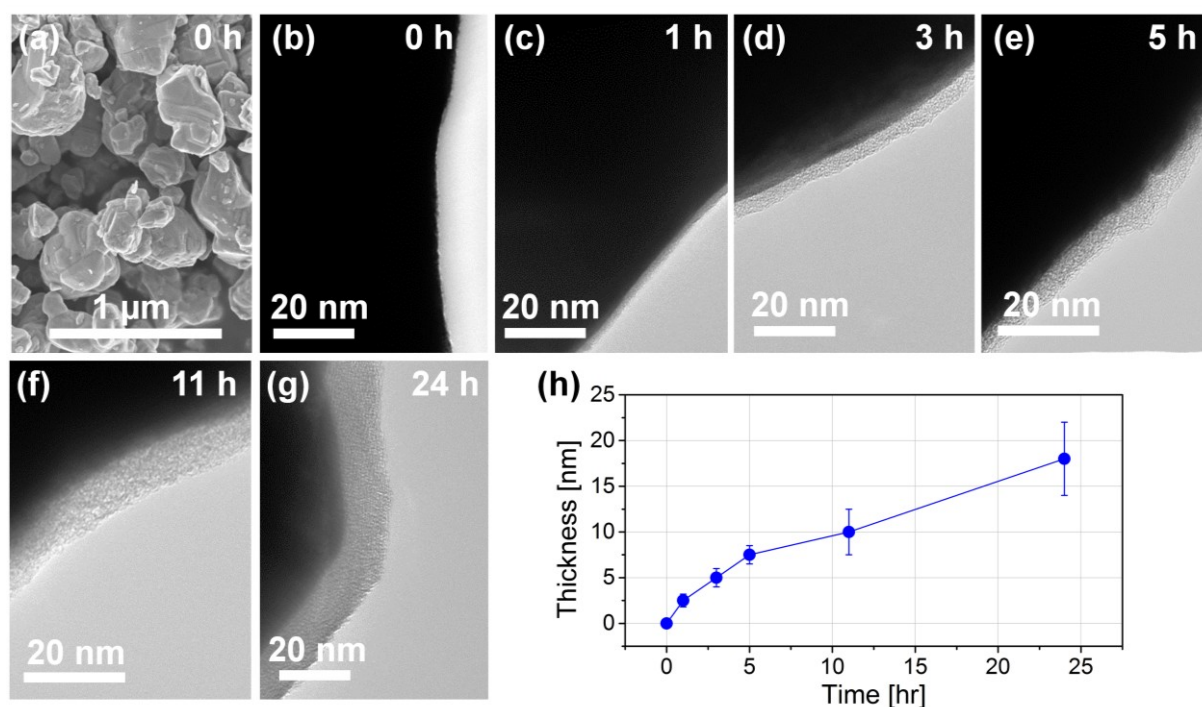 (a) 0 h
1 µm
(b) 0 h
20 nm
(c) 1 h
20 nm
(d) 3 h
20 nm
(e) 5 h
20 nm
(f) 11 h
20 nm
(g) 24 h
20 nm
(h)
Thickness [nm]
25
20
15
10
5
0
0 5 10 15 20 25
Time [hr]